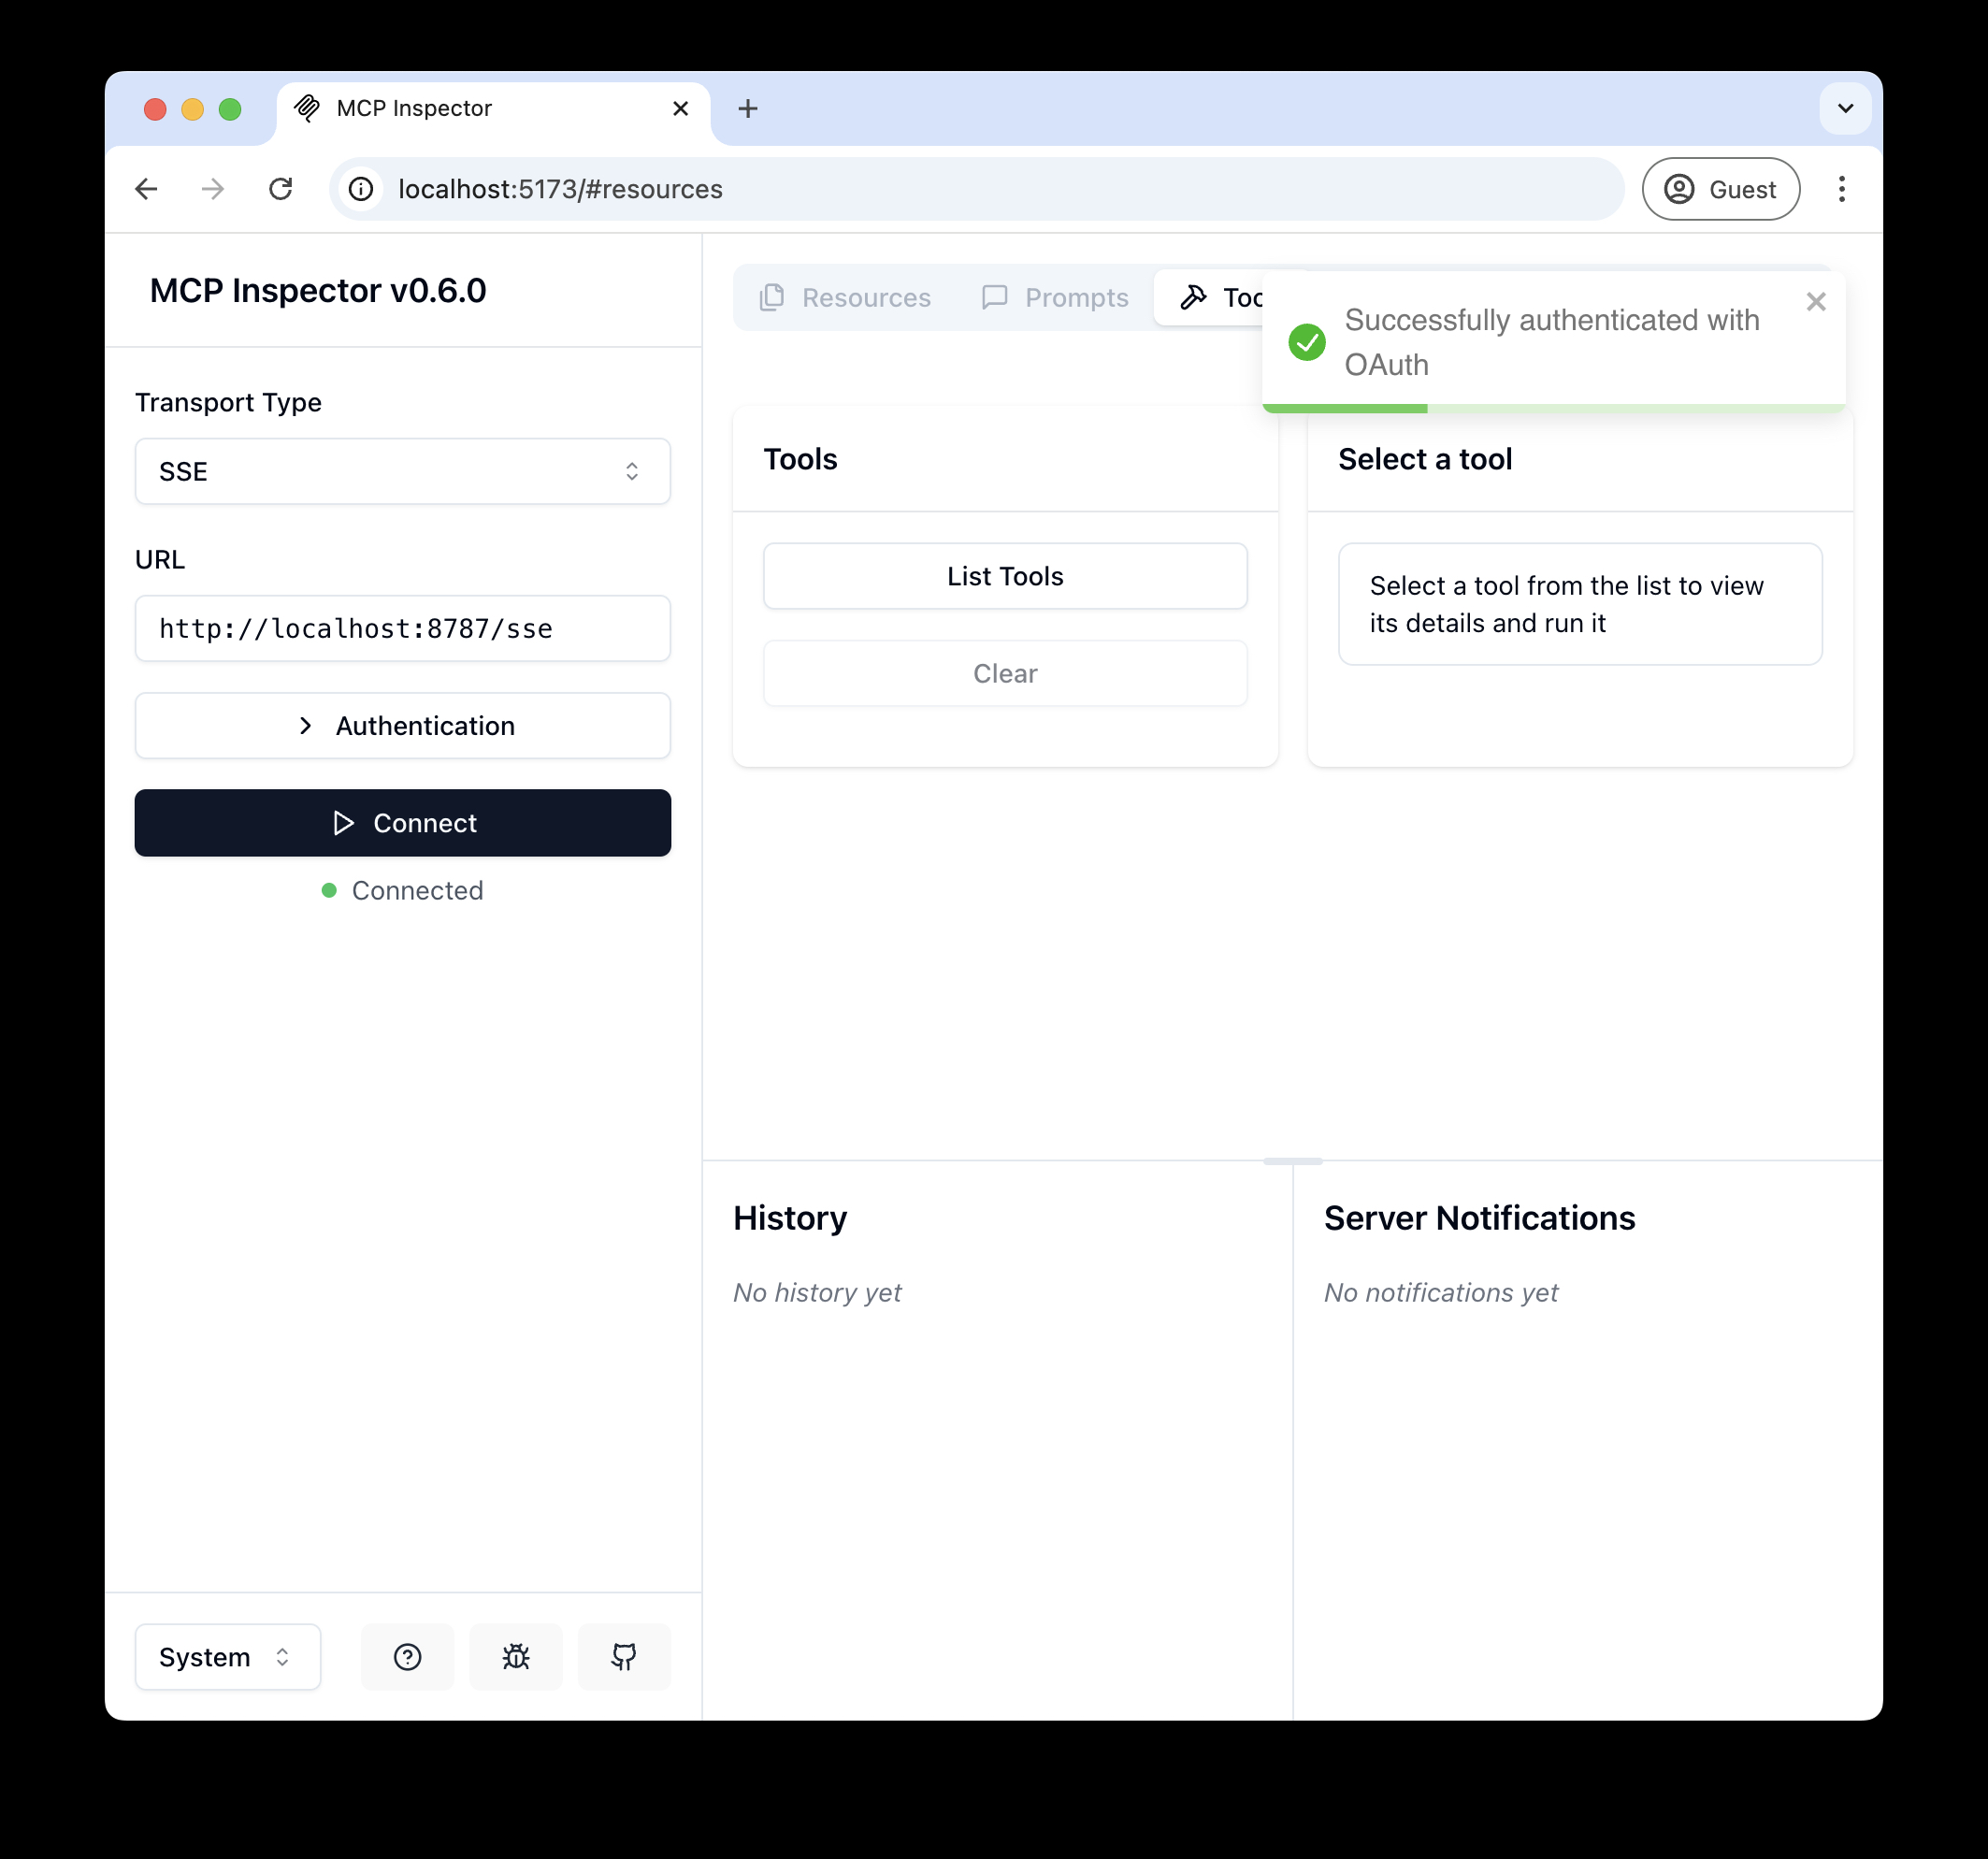 MCP Inspector
localhost:5173/#resources
Guest
MCP Inspector v0.6.0
Transport Type
SSE
URL
http://localhost:8787/sse
Authentication
Connect
Connected
System
Resources
Prompts
Successfully authenticated with
OAuth
Tools
List Tools
Clear
Select a tool
Select a tool from the list to view
its details and run it
History
No history yet
Server Notifications
No notifications yet